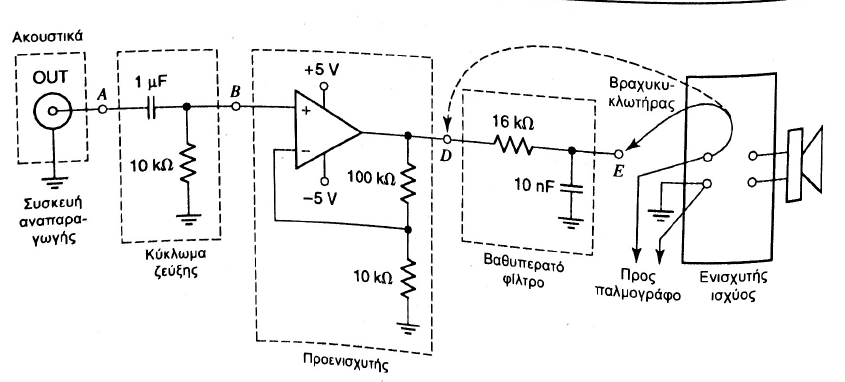 Ακουστικά
OUT
A
1 μF
B
10 kΩ
Συσκευή
αναπαρα-
γωγής
Κύκλωμα
ζεύξης
+5 V
+
−
−5 V
100 kΩ
10 kΩ
Προενισχυτής
D
16 kΩ
10 nF
E
Βαθυπερατό
φίλτρο
Βραχυκυ-
κλωτήρας
Προς
παλμογράφο
Ενισχυτής
ισχύος